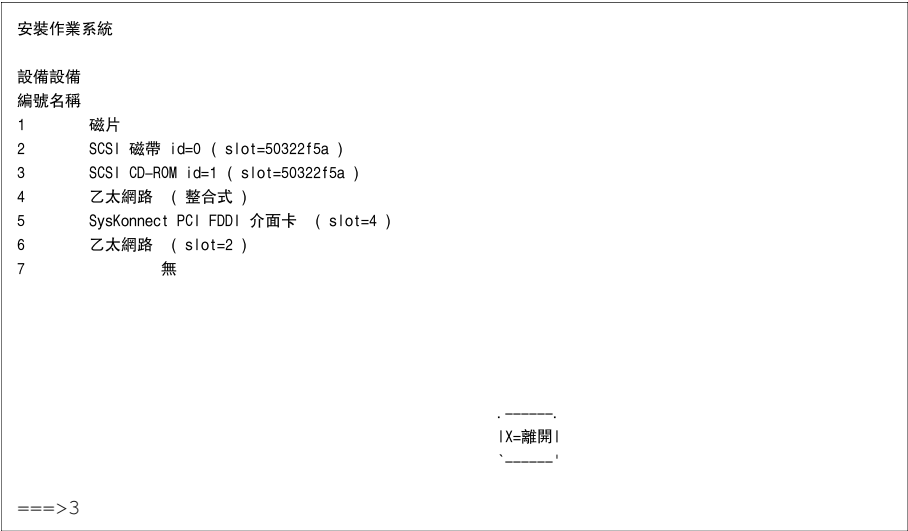 安裝作業系統
設備設備
編號名稱
1 磁片
2 SCSI 磁帶 id=0 ( slot=50322f5a )
3 SCSI CD-ROM id=1 ( slot=50322f5a )
4 乙太網路 ( 整合式 )
5 SysKonnect PCI FDDI 介面卡 ( slot=4 )
6 乙太網路 ( slot=2 )
7 無
.------.
|X=離開|
`------'
===>3